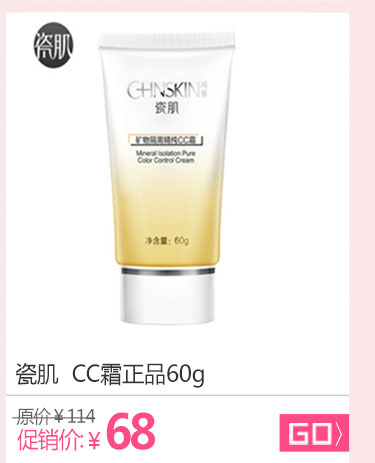 瓷肌
CHNSKIN 瓷肌
瓷肌
矿物隔离精纯CC霜
Mineral Isolation Pure
Color Control Cream
净含量：60g
瓷肌 CC霜正品60g
原价￥114
促销价:￥68
GO〉